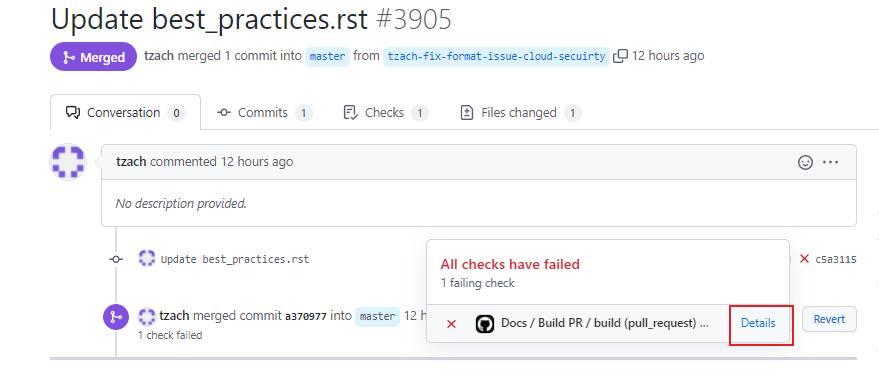 Update best_practices.rst #3905
Merged tzach merged 1 commit into master from tzach-fix-format-issue-cloud-secuirty 12 hours ago
Conversation 0 Commits 1 Checks 1 Files changed 1
tzach commented 12 hours ago
No description provided.
Update best_practices.rst c5a3115
All checks have failed
1 failing check
Docs / Build PR / build (pull_request) ... Details
tzach merged commit a370977 into master 12 h Revert
1 check failed